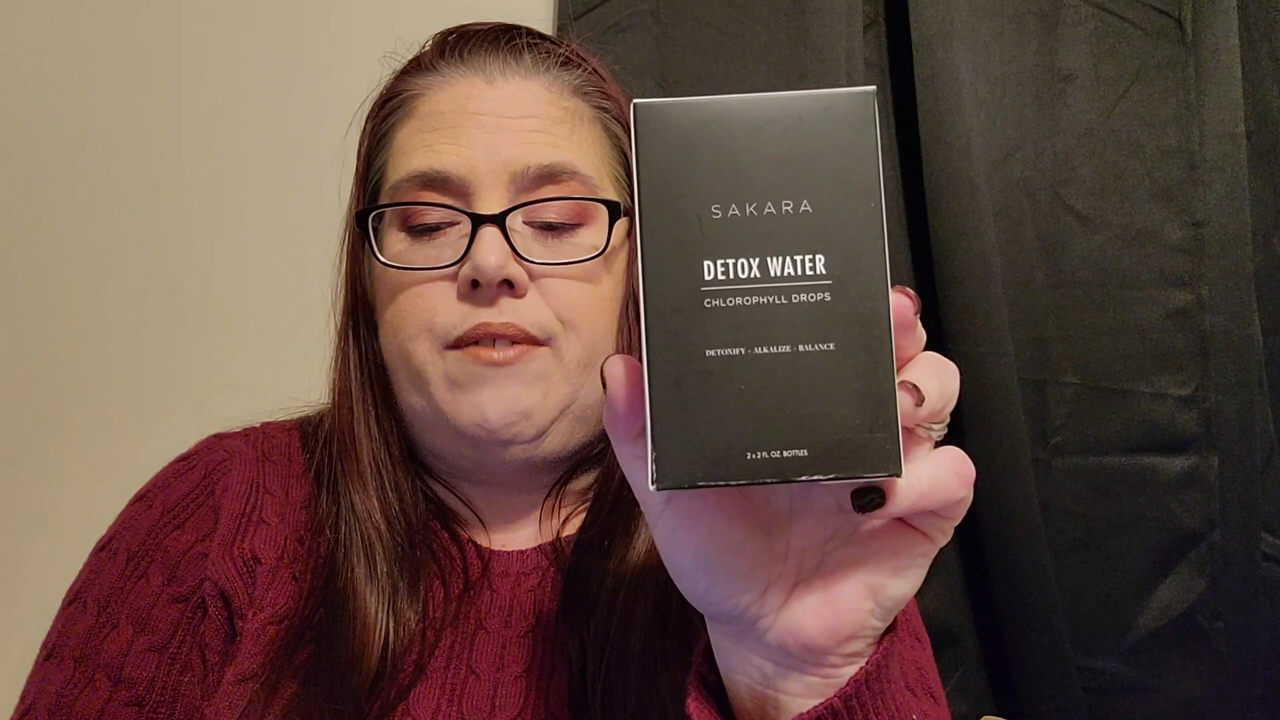 SAKARA
DETOX WATER
CHLOROPHYLL DROPS
DETOXIFY - ALKALIZE - BALANCE
2 x 2 FL OZ. BOTTLES